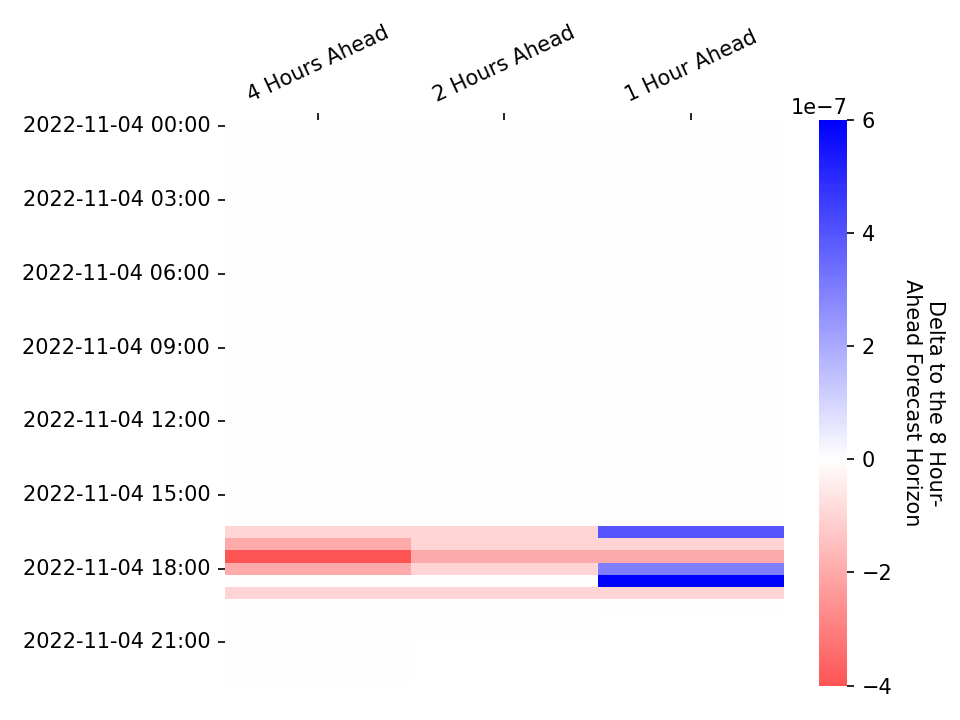 4 Hours Ahead
2 Hours Ahead
1 Hour Ahead
2022-11-04 00:00
2022-11-04 03:00
2022-11-04 06:00
2022-11-04 09:00
2022-11-04 12:00
2022-11-04 15:00
2022-11-04 18:00
2022-11-04 21:00
1e−7
6
4
2
0
−2
−4
Delta to the 8 Hour-
Ahead Forecast Horizon